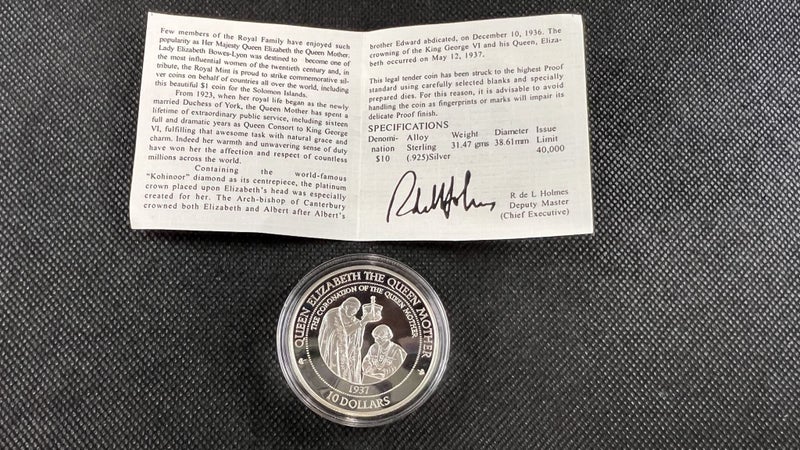 Few members of the Royal Family have enjoyed such
popularity as Her Majesty Queen Elizabeth the Queen Mother.
Lady Elizabeth Bowes-Lyon was destined to become one of
the most influential women of the twentieth century and, in
tribute, the Royal Mint is proud to strike commemorative sil-
ver coins on behalf of countries all over the world, including
this beautiful $1 coin for the Solomon Islands.
From 1923, when her royal life began as the newly
married Duchess of York, the Queen Mother has spent a
lifetime of extraordinary public service, including sixteen
full and dramatic years as Queen Consort to King George
VI, fulfilling that awesome task with natural grace and
charm. Indeed her warmth and unwavering sense of duty
have won her the affection and respect of countless
millions across the world.
Containing the world-famous
"Kohinoor" diamond as its centrepiece, the platinum
crown placed upon Elizabeth's head was especially
created for her. The Arch-bishop of Canterbury
crowned both Elizabeth and Albert after Albert's
brother Edward abdicated, on December 10, 1936. The
crowning of the King George VI and his Queen, Eliza-
beth occurred on May 12, 1937.
This legal tender coin has been struck to the highest Proof
standard using carefully selected blanks and specially
prepared dies. For this reason, it is advisable to avoid
handling the coin as fingerprints or marks will impair its
delicate Proof finish.
SPECIFICATIONS
Denomi- Alloy Weight Diameter Issue
nation Sterling 31.47 gms 38.61mm Limit
$10 (.925)Silver 40,000
RdeLHolmes
R de L Holmes
Deputy Master
(Chief Executive)
QUEEN ELIZABETH THE QUEEN MOTHER
THE CORONATION OF THE QUEEN MOTHER
1937
10 DOLLARS